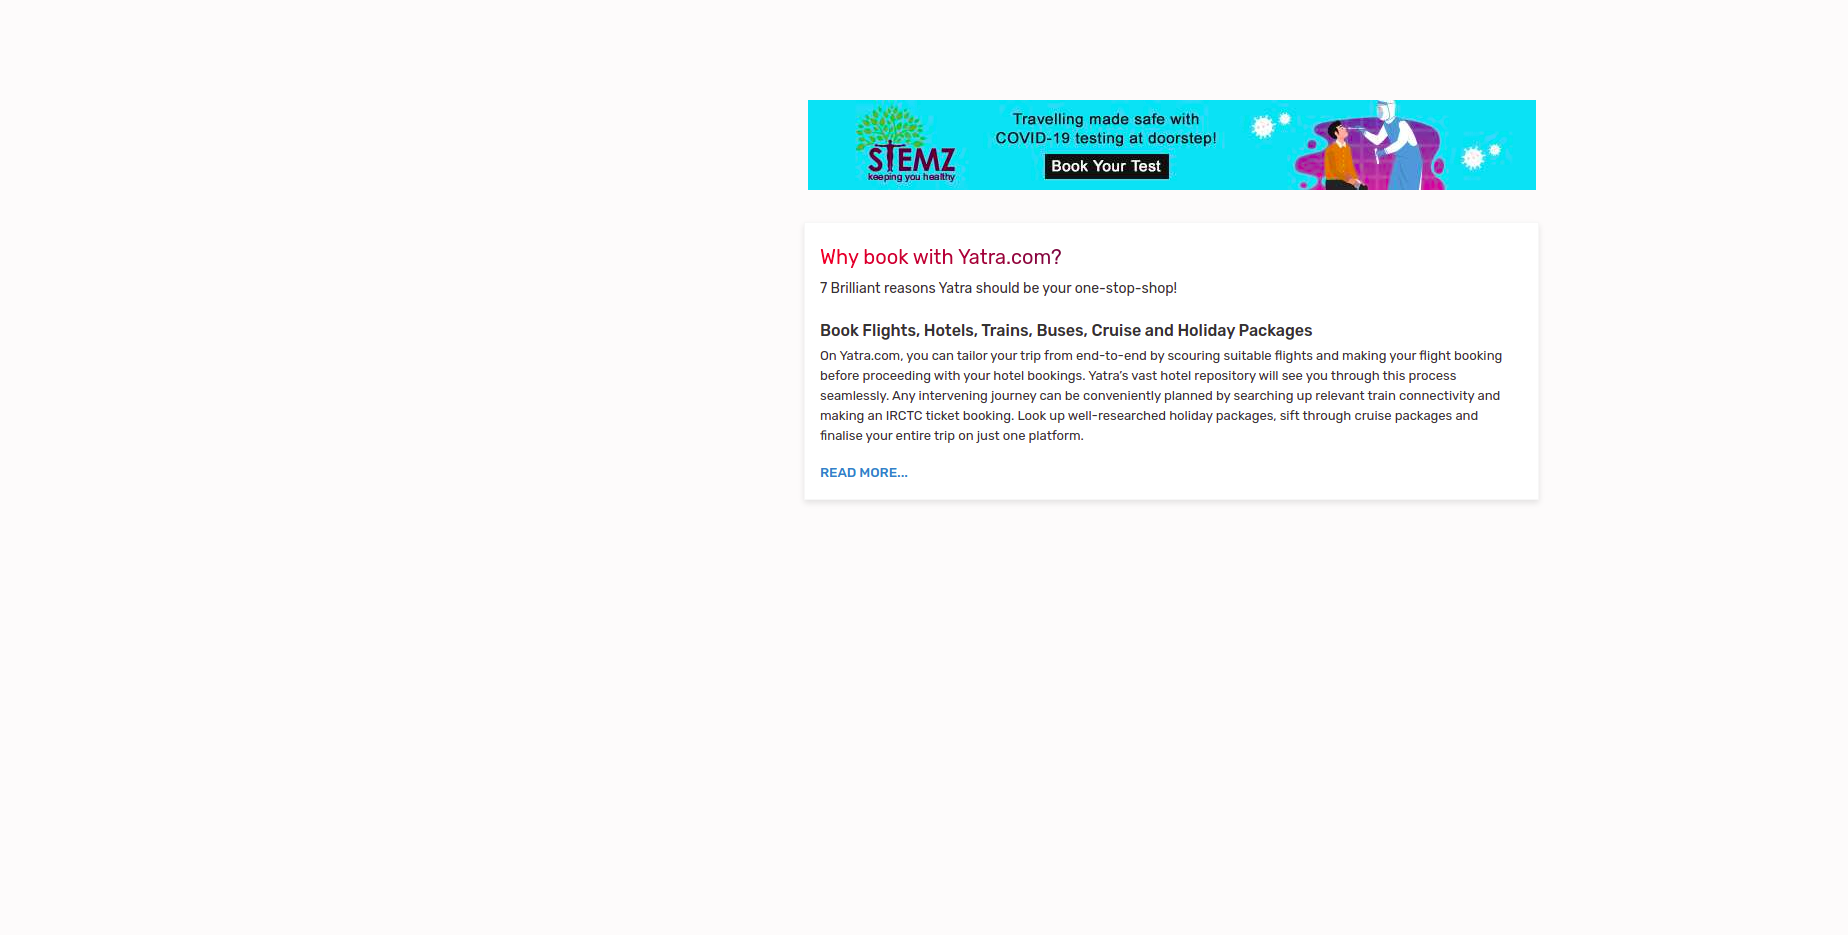 STEMZ
keeping you healthy
Travelling made safe with
COVID-19 testing at doorstep!
Book Your Test
Why book with Yatra.com?
7 Brilliant reasons Yatra should be your one-stop-shop!
Book Flights, Hotels, Trains, Buses, Cruise and Holiday Packages
On Yatra.com, you can tailor your trip from end-to-end by scouring suitable flights and making your flight booking
before proceeding with your hotel bookings. Yatra’s vast hotel repository will see you through this process
seamlessly. Any intervening journey can be conveniently planned by searching up relevant train connectivity and
making an IRCTC ticket booking. Look up well-researched holiday packages, sift through cruise packages and
finalise your entire trip on just one platform.
READ MORE...